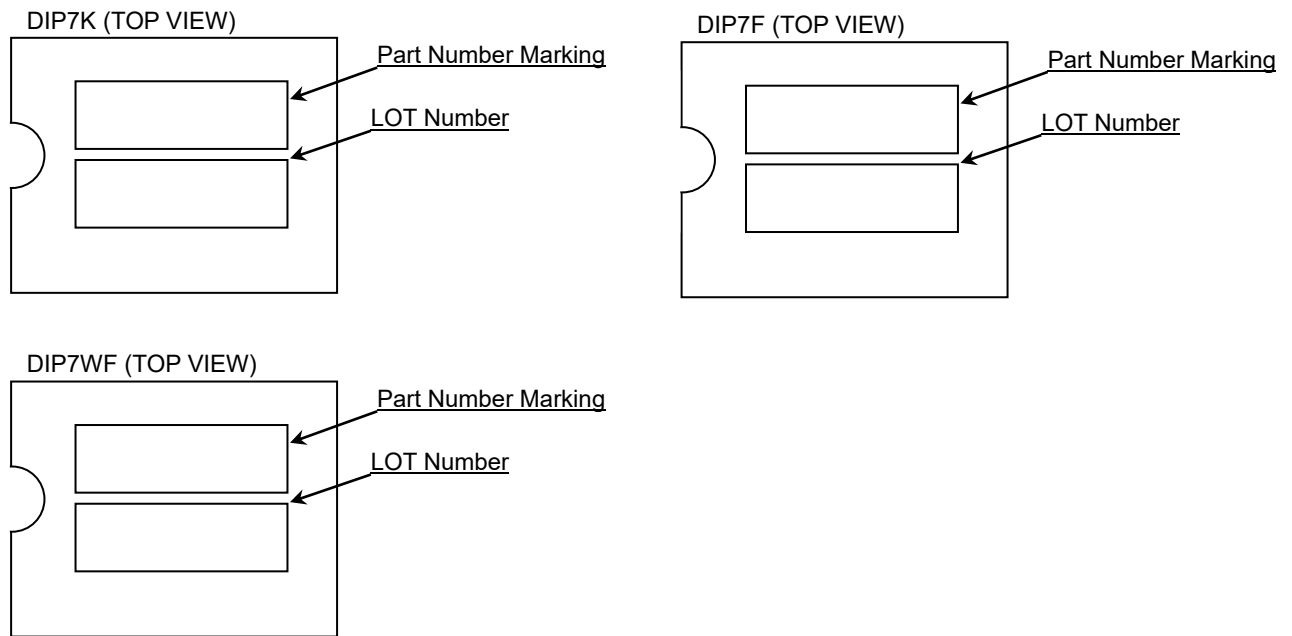 DIP7K (TOP VIEW)
Part Number Marking
LOT Number
DIP7F (TOP VIEW)
Part Number Marking
LOT Number
DIP7WF (TOP VIEW)
Part Number Marking
LOT Number